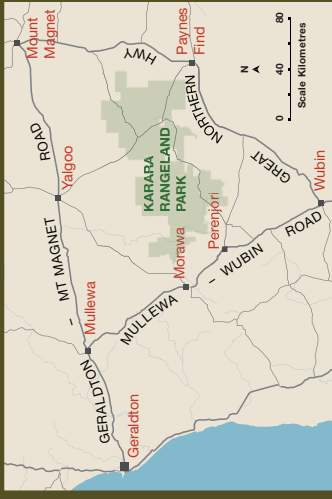 Mount
Magnet
Paynes
Find
HWY
NORTHERN
GREAT
ROAD
Yalgoo
KARARA
RANGELAND
PARK
Perenjori
Morawa
Wubin
ROAD
- WUBIN
MULLEWA
- MT MAGNET
Mullewa
GERALDTON
Geraldton
N
0 40 80
Scale Kilometres